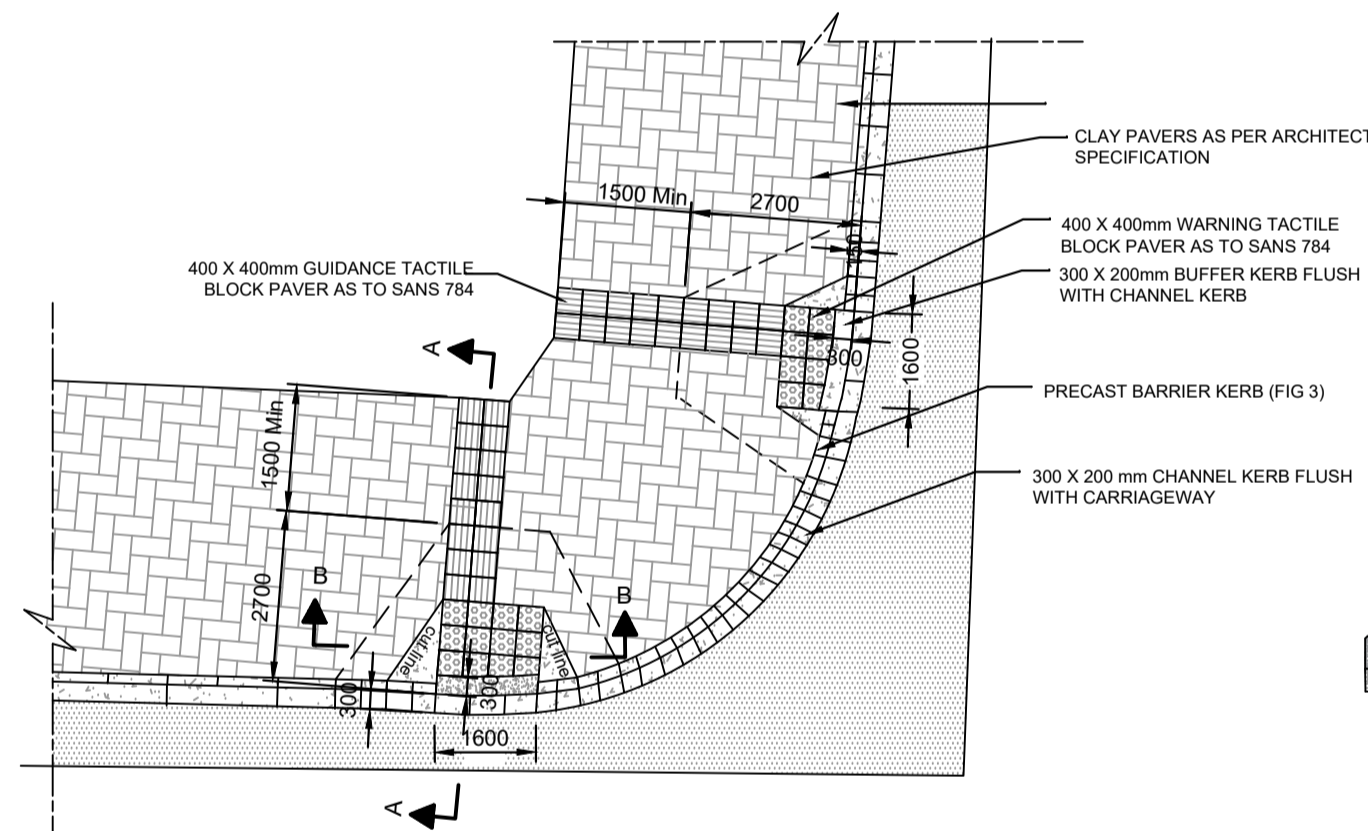 CLAY PAVERS AS PER ARCHITECT
SPECIFICATION
1500 Min
2700
400 X 400mm WARNING TACTILE
BLOCK PAVER AS TO SANS 784
150
400 X 400mm GUIDANCE TACTILE
BLOCK PAVER AS TO SANS 784
300 X 200mm BUFFER KERB FLUSH
WITH CHANNEL KERB
A
300
1600
PRECAST BARRIER KERB (FIG 3)
1500 Min
300 X 200 mm CHANNEL KERB FLUSH
WITH CARRIAGEWAY
2700
B
B
cut line
cut line
300
300
1600
A